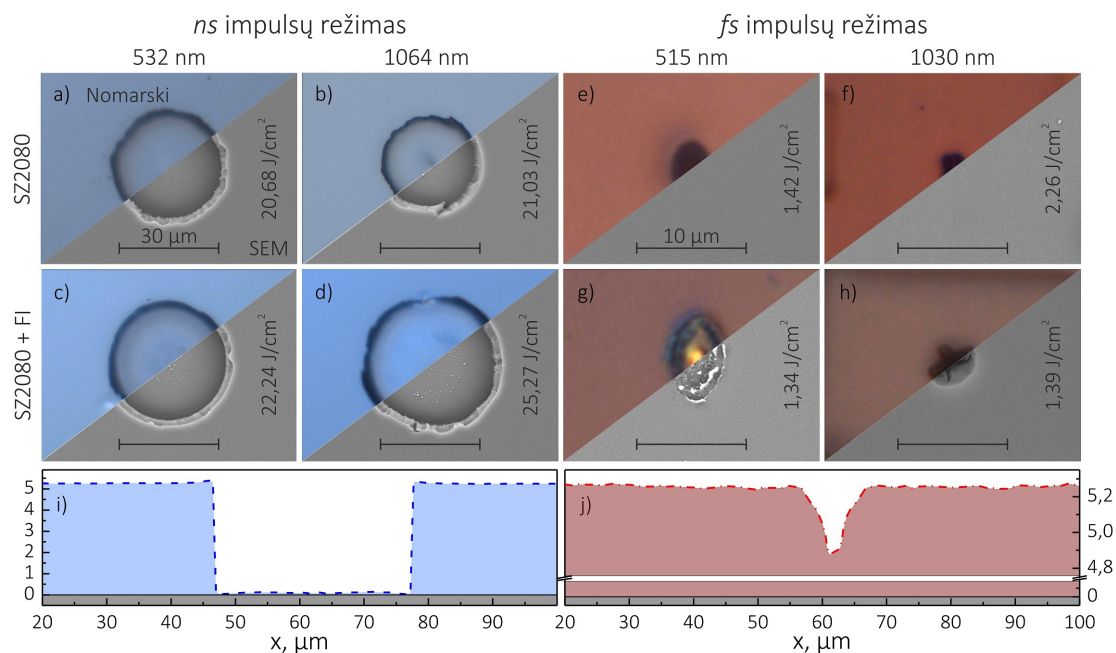 ns impulsų režimas
fs impulsų režimas
532 nm
1064 nm
515 nm
1030 nm
SZ2080
a)
Nomarski
20,68 J/cm²
30 µm
SEM
b)
21,03 J/cm²
e)
1,42 J/cm²
10 µm
f)
2,26 J/cm²
SZ2080 + FI
c)
22,24 J/cm²
d)
25,27 J/cm²
g)
1,34 J/cm²
h)
1,39 J/cm²
i)
5
4
3
2
1
0
20 30 40 50 60 70 80 90
x, µm
j)
5,2
5,0
4,8
0
20 30 40 50 60 70 80 90 100
x, µm